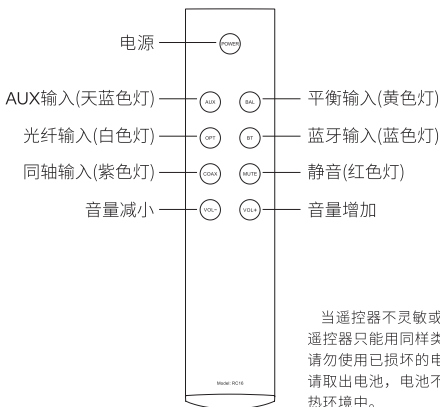 电源
POWER
AUX输入(天蓝色灯)
AUX
BAL
平衡输入(黄色灯)
光纤输入(白色灯)
OPT
BT
蓝牙输入(蓝色灯)
同轴输入(紫色灯)
COAX
MUTE
静音(红色灯)
音量减小
VOL-
VOL+
音量增加
Model: RC16
当遥控器不灵敏或
遥控器只能用同样类
请勿使用已损坏的电
请取出电池，电池不
热环境中。